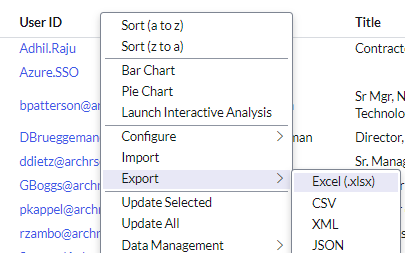 User ID
Title
Adhil.Raju
Contract
Azure.SSO
bpatterson@ar
Sr Mgr, N
Technolo
DBrueggeman
man
Director,
ddietz@archrs
Sr. Manag
GBoggs@arch
pkappel@archr
rzambo@archrs
Sort (a to z)
Sort (z to a)
Bar Chart
Pie Chart
Launch Interactive Analysis
Configure
Import
Export
Update Selected
Update All
Data Management
Excel (.xlsx)
CSV
XML
JSON